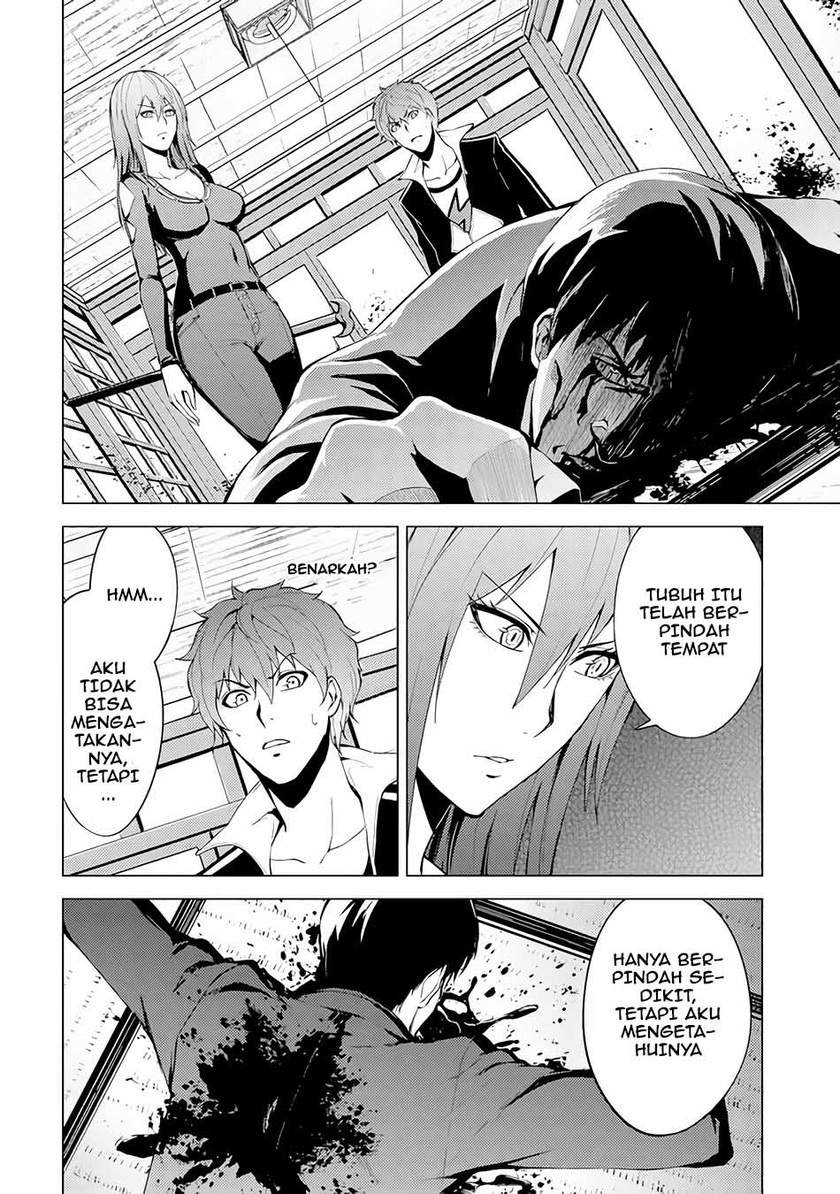 TUBUH ITU
TELAH BER-
PINDAH
TEMPAT
BENARKAH?
HMM...
AKU
TIDAK
BISA
MENGA-
TAKAN-
NYA,
TETAPI
...
HANYA BER-
PINDAH SE-
DIKIT,
TETAPI AKU
MENGETA-
HUINYA